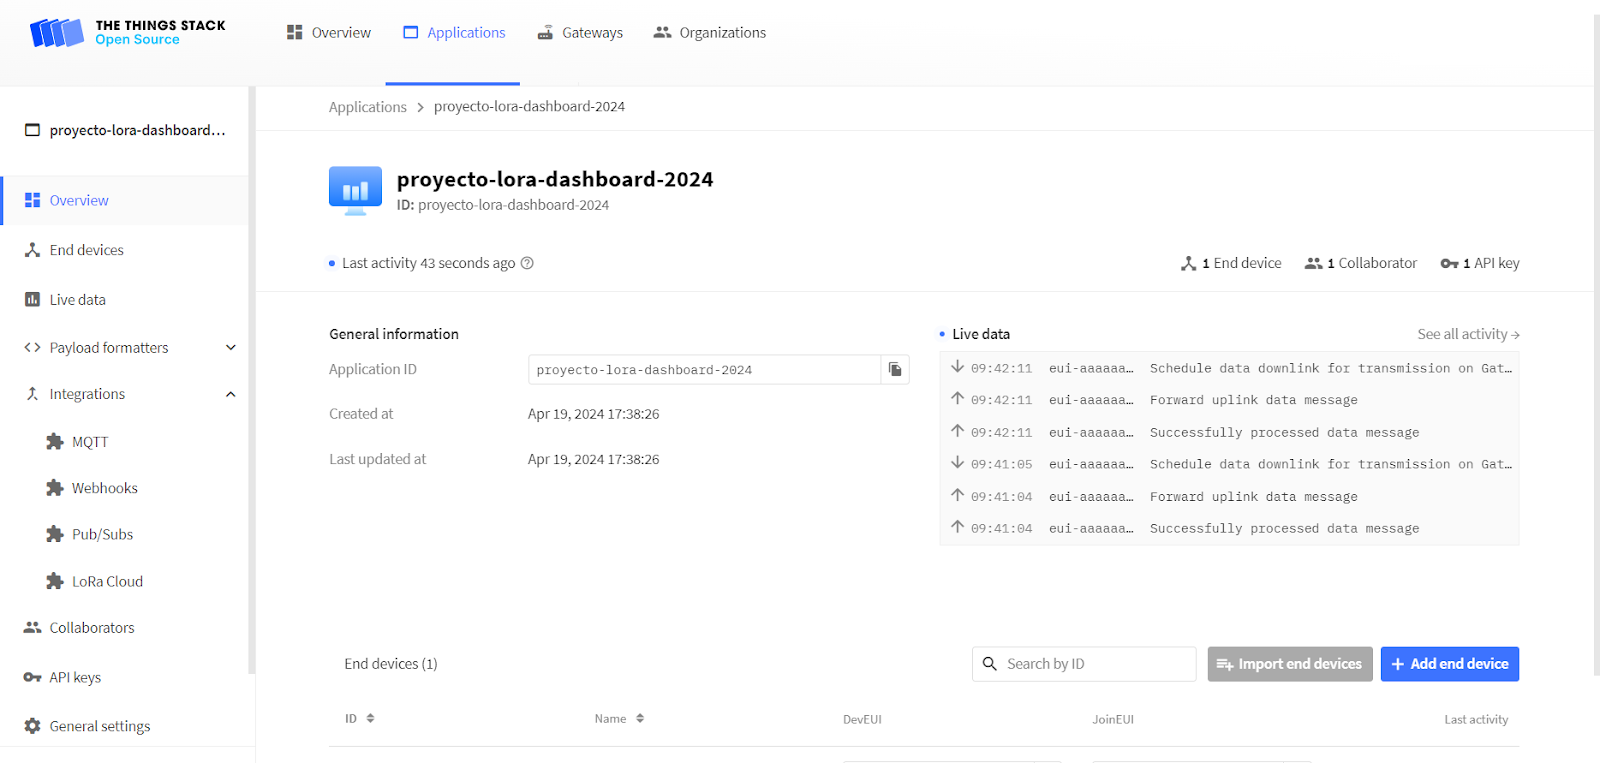 THE THINGS STACK
Open Source
Overview
Applications
Gateways
Organizations
proyecto-lora-dashboard...
Overview
End devices
Live data
Payload formatters
Integrations
MQTT
Webhooks
Pub/Subs
LoRa Cloud
Collaborators
API keys
General settings
Applications > proyecto-lora-dashboard-2024
proyecto-lora-dashboard-2024
ID: proyecto-lora-dashboard-2024
Last activity 43 seconds ago
1 End device
1 Collaborator
1 API key
General information
Application ID
proyecto-lora-dashboard-2024
Created at
Apr 19, 2024 17:38:26
Last updated at
Apr 19, 2024 17:38:26
Live data
See all activity →
↓ 09:42:11 eui-aaaaaa… Schedule data downlink for transmission on Gat…
↑ 09:42:11 eui-aaaaaa… Forward uplink data message
↑ 09:42:11 eui-aaaaaa… Successfully processed data message
↓ 09:41:05 eui-aaaaaa… Schedule data downlink for transmission on Gat…
↑ 09:41:04 eui-aaaaaa… Forward uplink data message
↑ 09:41:04 eui-aaaaaa… Successfully processed data message
End devices (1)
Search by ID
Import end devices
+ Add end device
ID
Name
DevEUI
JoinEUI
Last activity